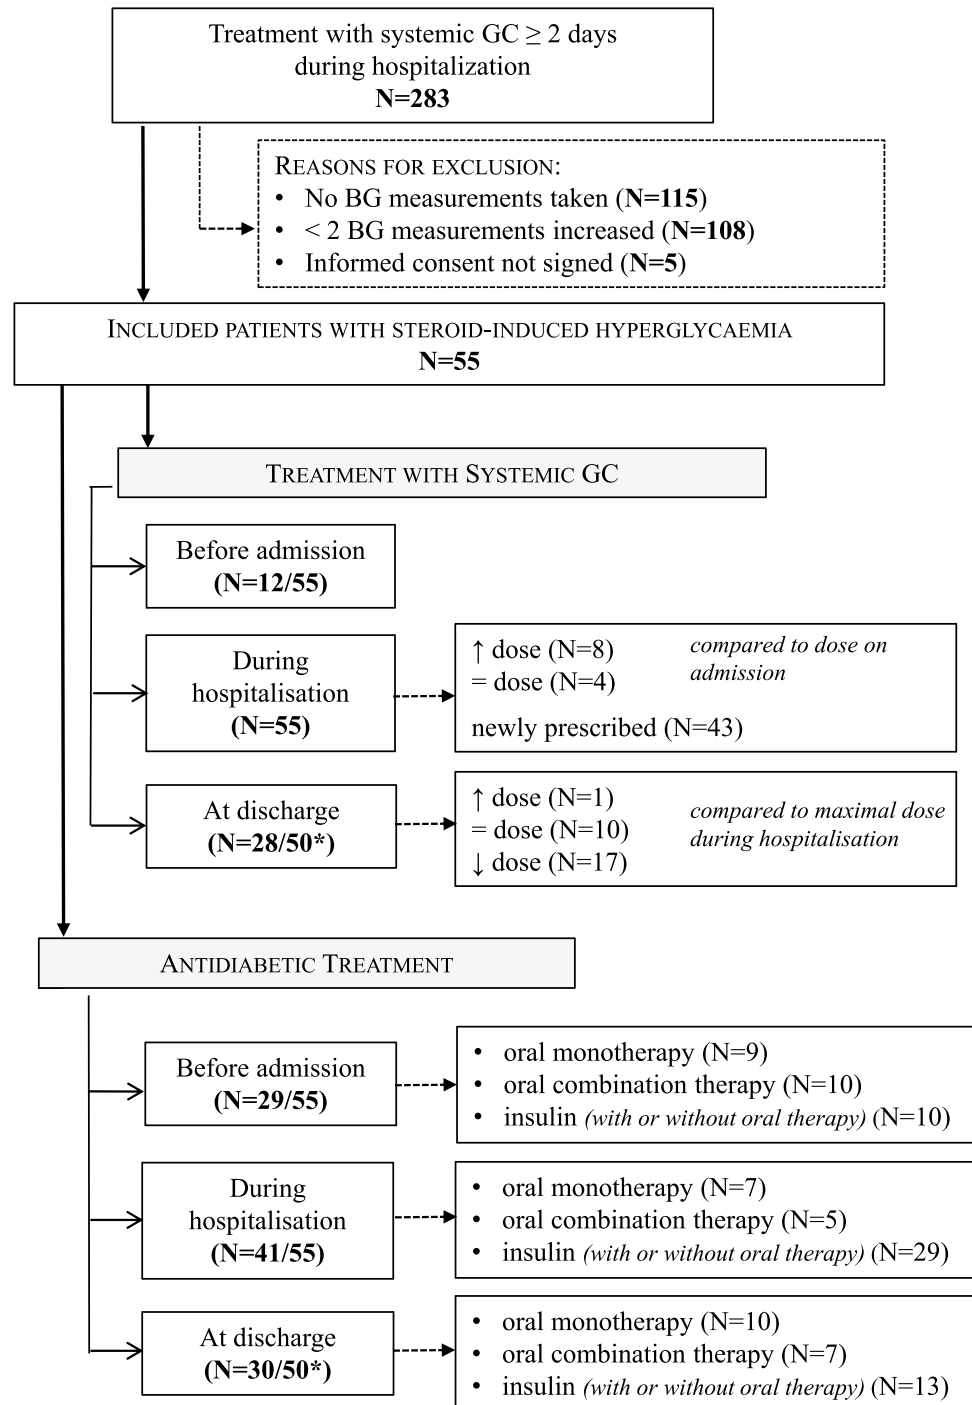 Treatment with systemic GC ≥ 2 days
during hospitalization
N=283
REASONS FOR EXCLUSION:
• No BG measurements taken (N=115)
• < 2 BG measurements increased (N=108)
• Informed consent not signed (N=5)
INCLUDED PATIENTS WITH STEROID-INDUCED HYPERGLYCAEMIA
N=55
TREATMENT WITH SYSTEMIC GC
Before admission
(N=12/55)
During
hospitalisation
(N=55)
↑ dose (N=8)
= dose (N=4)
newly prescribed (N=43)
compared to dose on
admission
At discharge
(N=28/50*)
↑ dose (N=1)
= dose (N=10)
↓ dose (N=17)
compared to maximal dose
during hospitalisation
ANTIDIABETIC TREATMENT
Before admission
(N=29/55)
• oral monotherapy (N=9)
• oral combination therapy (N=10)
• insulin (with or without oral therapy) (N=10)
During
hospitalisation
(N=41/55)
• oral monotherapy (N=7)
• oral combination therapy (N=5)
• insulin (with or without oral therapy) (N=29)
At discharge
(N=30/50*)
• oral monotherapy (N=10)
• oral combination therapy (N=7)
• insulin (with or without oral therapy) (N=13)